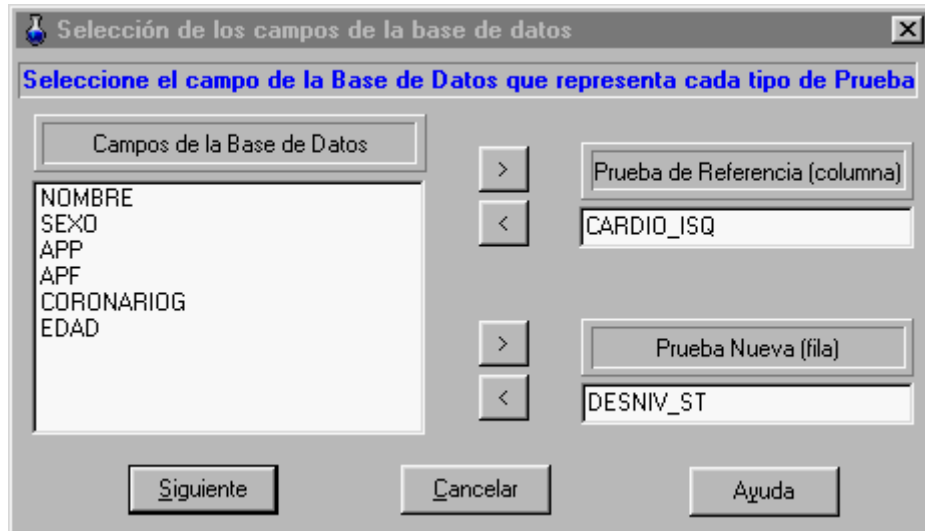 Selección de los campos de la base de datos
Seleccione el campo de la Base de Datos que representa cada tipo de Prueba
Campos de la Base de Datos
NOMBRE
SEXO
APP
APF
CORONARIOG
EDAD
>
<
Prueba de Referencia (columna)
CARDIO_ISQ
>
<
Prueba Nueva (fila)
DESNIV_ST
Siguiente
Cancelar
Ayuda